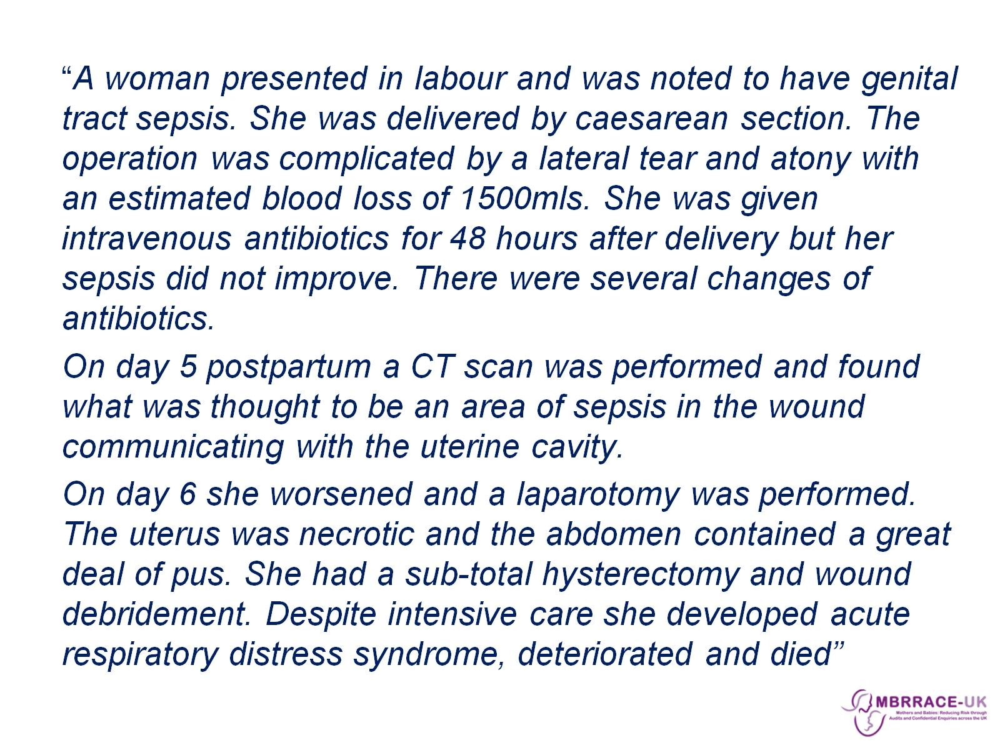 “A woman presented in labour and was noted to have genital
tract sepsis. She was delivered by caesarean section. The
operation was complicated by a lateral tear and atony with
an estimated blood loss of 1500mls. She was given
intravenous antibiotics for 48 hours after delivery but her
sepsis did not improve. There were several changes of
antibiotics.
On day 5 postpartum a CT scan was performed and found
what was thought to be an area of sepsis in the wound
communicating with the uterine cavity.
On day 6 she worsened and a laparotomy was performed.
The uterus was necrotic and the abdomen contained a great
deal of pus. She had a sub-total hysterectomy and wound
debridement. Despite intensive care she developed acute
respiratory distress syndrome, deteriorated and died”
MBRRACE-UK
Mothers and Babies: Reducing Risk through
Audits and Confidential Enquiries across the UK